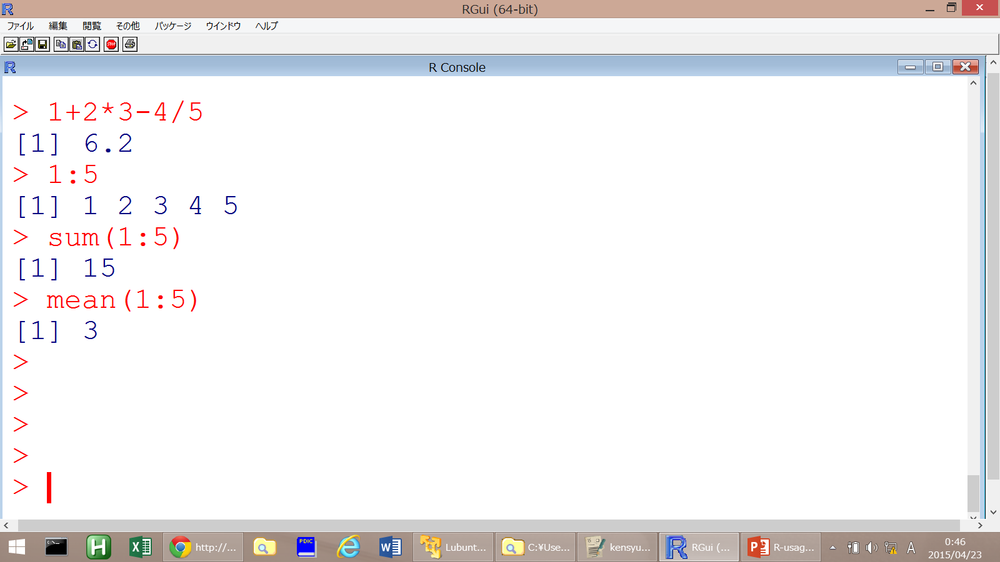 RGui (64-bit)
ファイル 編集 閲覧 その他 パッケージ ウインドウ ヘルプ
STOP
R Console
> 1+2*3-4/5
[1] 6.2
> 1:5
[1] 1 2 3 4 5
> sum(1:5)
[1] 15
> mean(1:5)
[1] 3
>
>
>
>
>
PDIC
http://... Lubunt... C:¥Use... kensyu... RGui (... R-usag... A
0:46
2015/04/23